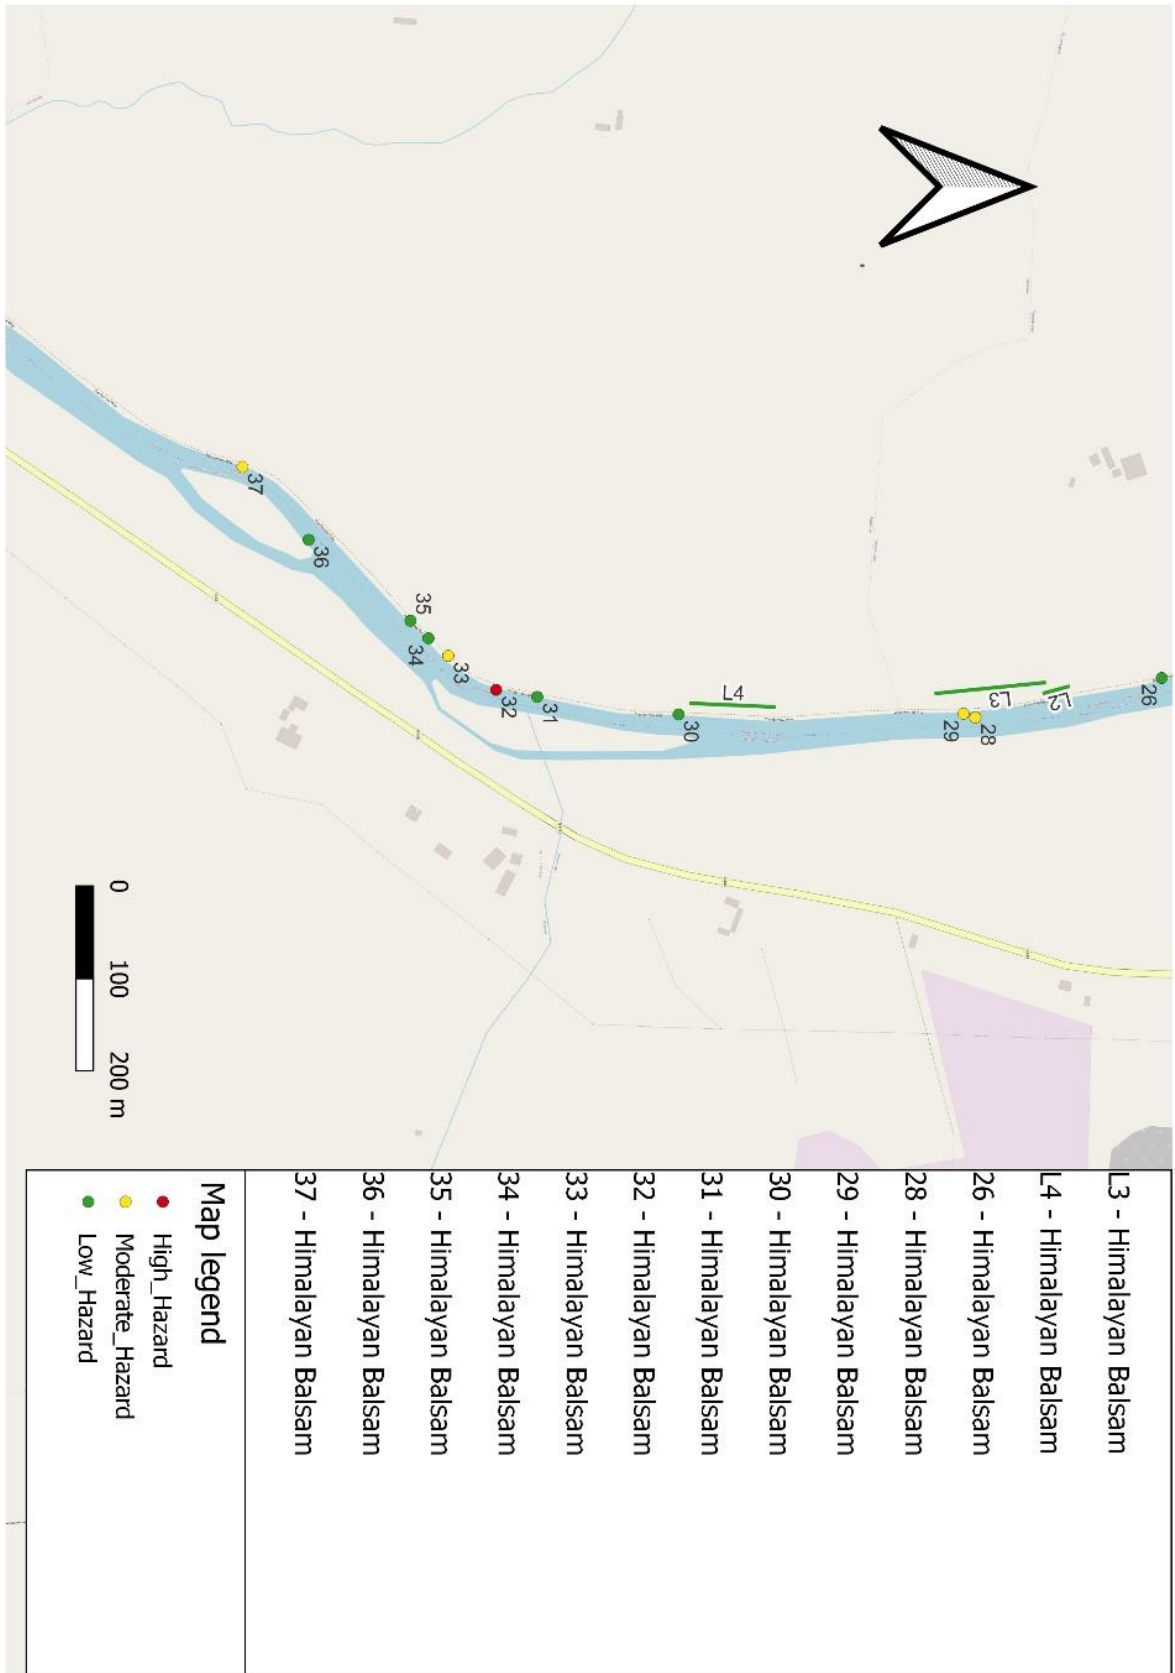 26
L2
L3
28
29
L4
30
31
32
33
34
35
36
37
0
100
200 m
L3 - Himalayan Balsam
L4 - Himalayan Balsam
26 - Himalayan Balsam
28 - Himalayan Balsam
29 - Himalayan Balsam
30 - Himalayan Balsam
31 - Himalayan Balsam
32 - Himalayan Balsam
33 - Himalayan Balsam
34 - Himalayan Balsam
35 - Himalayan Balsam
36 - Himalayan Balsam
37 - Himalayan Balsam
Map legend
High_Hazard
Moderate_Hazard
Low_Hazard